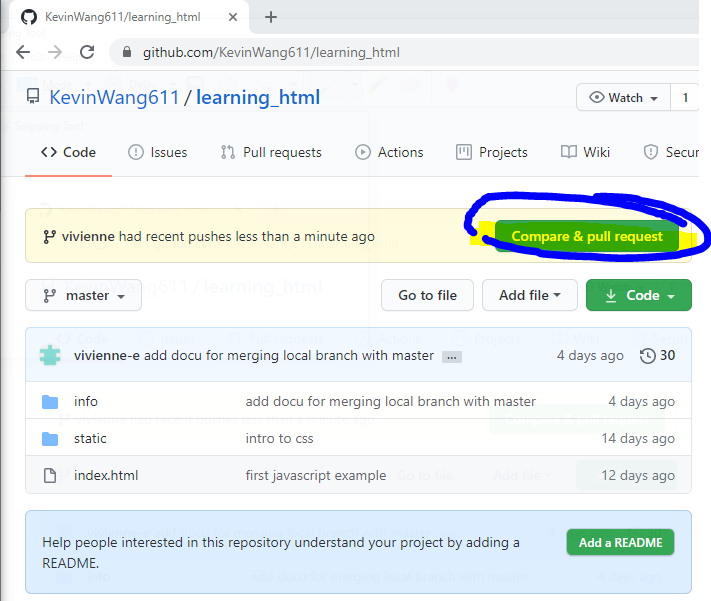 KevinWang611/learning_html
github.com/KevinWang611/learning_html
KevinWang611 / learning_html
Watch 1
Code Issues Pull requests Actions Projects Wiki Secur
vivienne had recent pushes less than a minute ago Compare & pull request
master Go to file Add file Code
vivienne-e add docu for merging local branch with master ... 4 days ago 30
info add docu for merging local branch with master 4 days ago
static intro to css 14 days ago
index.html first javascript example 12 days ago
Help people interested in this repository understand your project by adding a
README.
Add a README